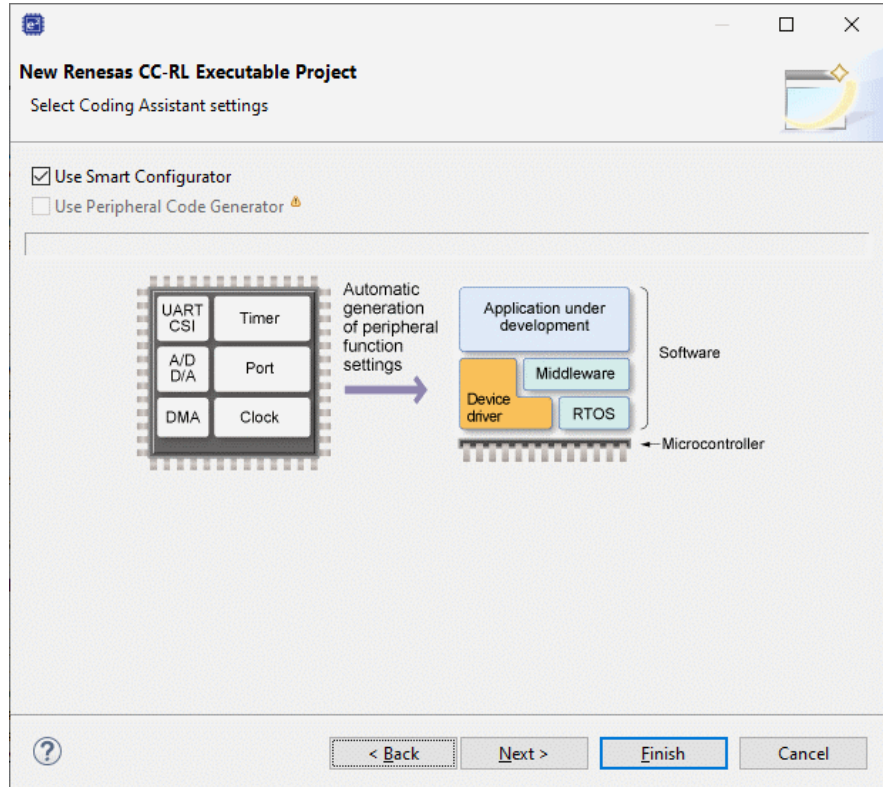 New Renesas CC-RL Executable Project
Select Coding Assistant settings
Use Smart Configurator
Use Peripheral Code Generator
UART
CSI
Timer
A/D
D/A
Port
DMA
Clock
Automatic
generation
of peripheral
function
settings
Application under
development
Middleware
Device
driver
RTOS
Software
Microcontroller
< Back
Next >
Finish
Cancel